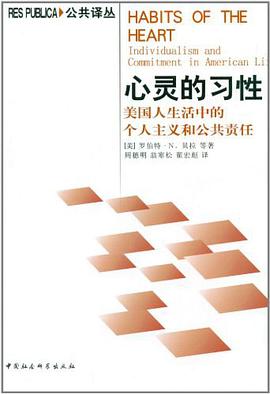 RES PUBLICA▶公共译丛
HABITS OF THE
HEART
Individualism and
Commitment in American Li
心灵的习性
美国人生活中的
个人主义和公共责任
[美] 罗伯特·N. 贝拉 等著
周穗明 翁寒松 翟宏彪 译
中国社会科学出版社